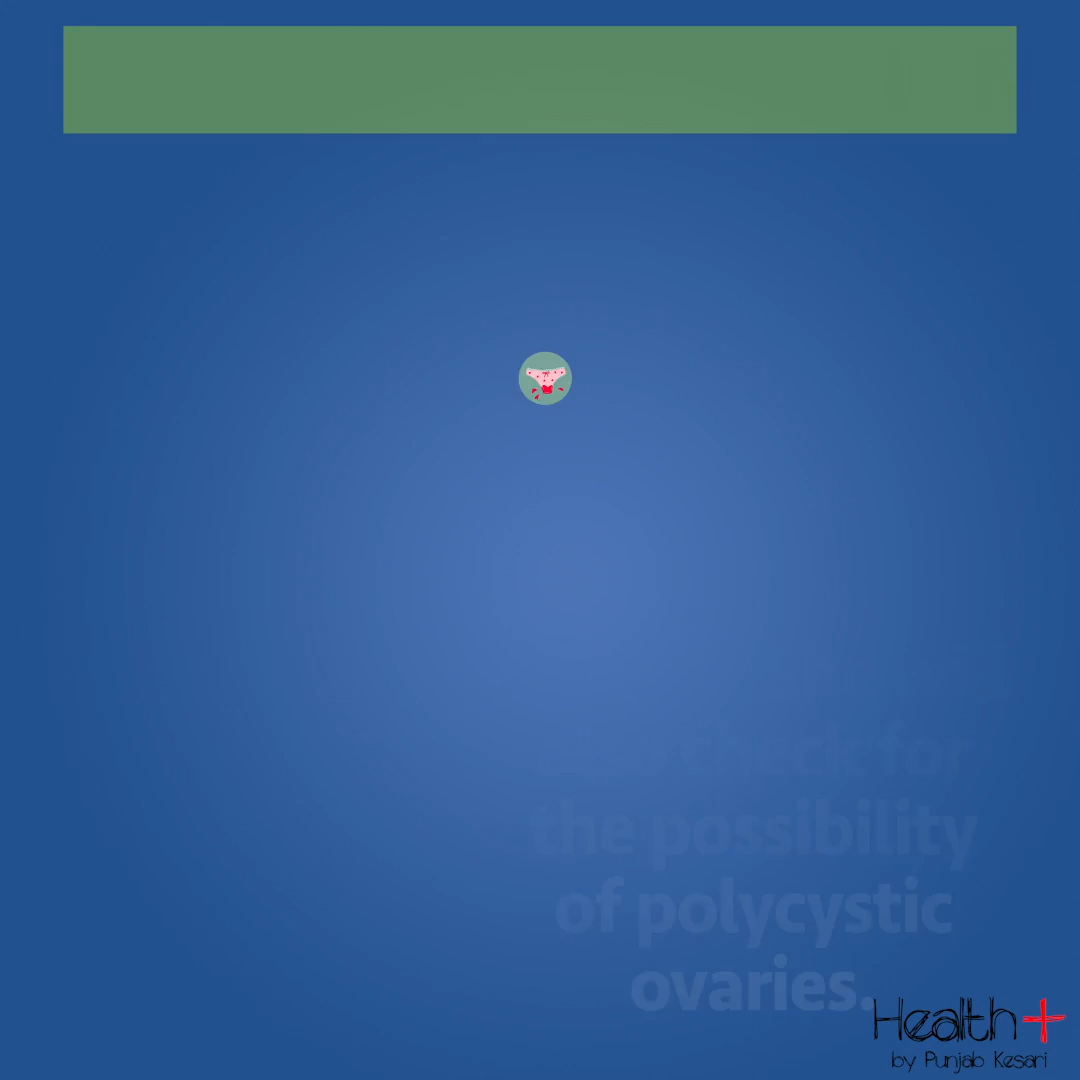 check for
the possibility
of polycystic
ovaries.
Health+
by Punjab Kesari